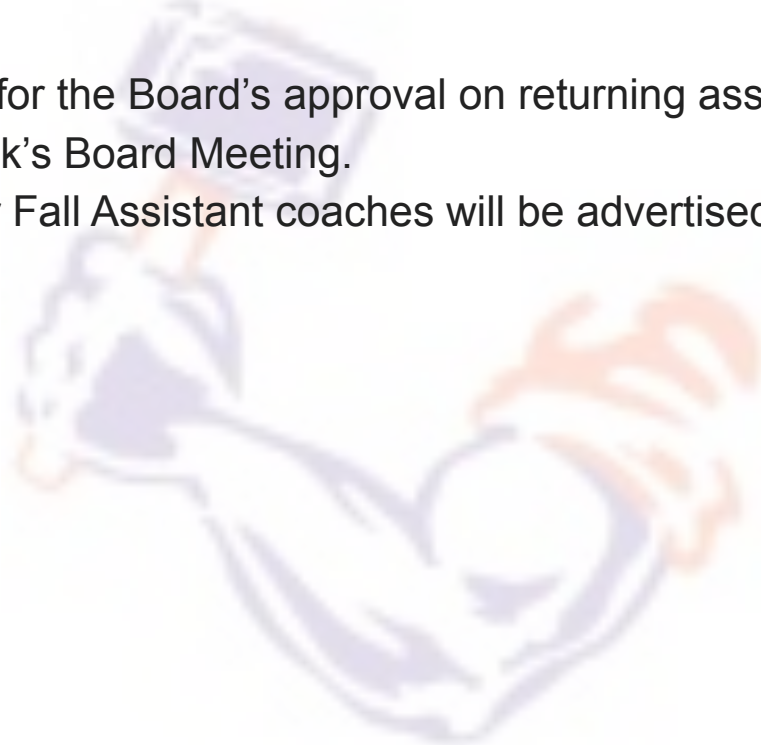 for the Board’s approval on returning ass
k’s Board Meeting.
Fall Assistant coaches will be advertised